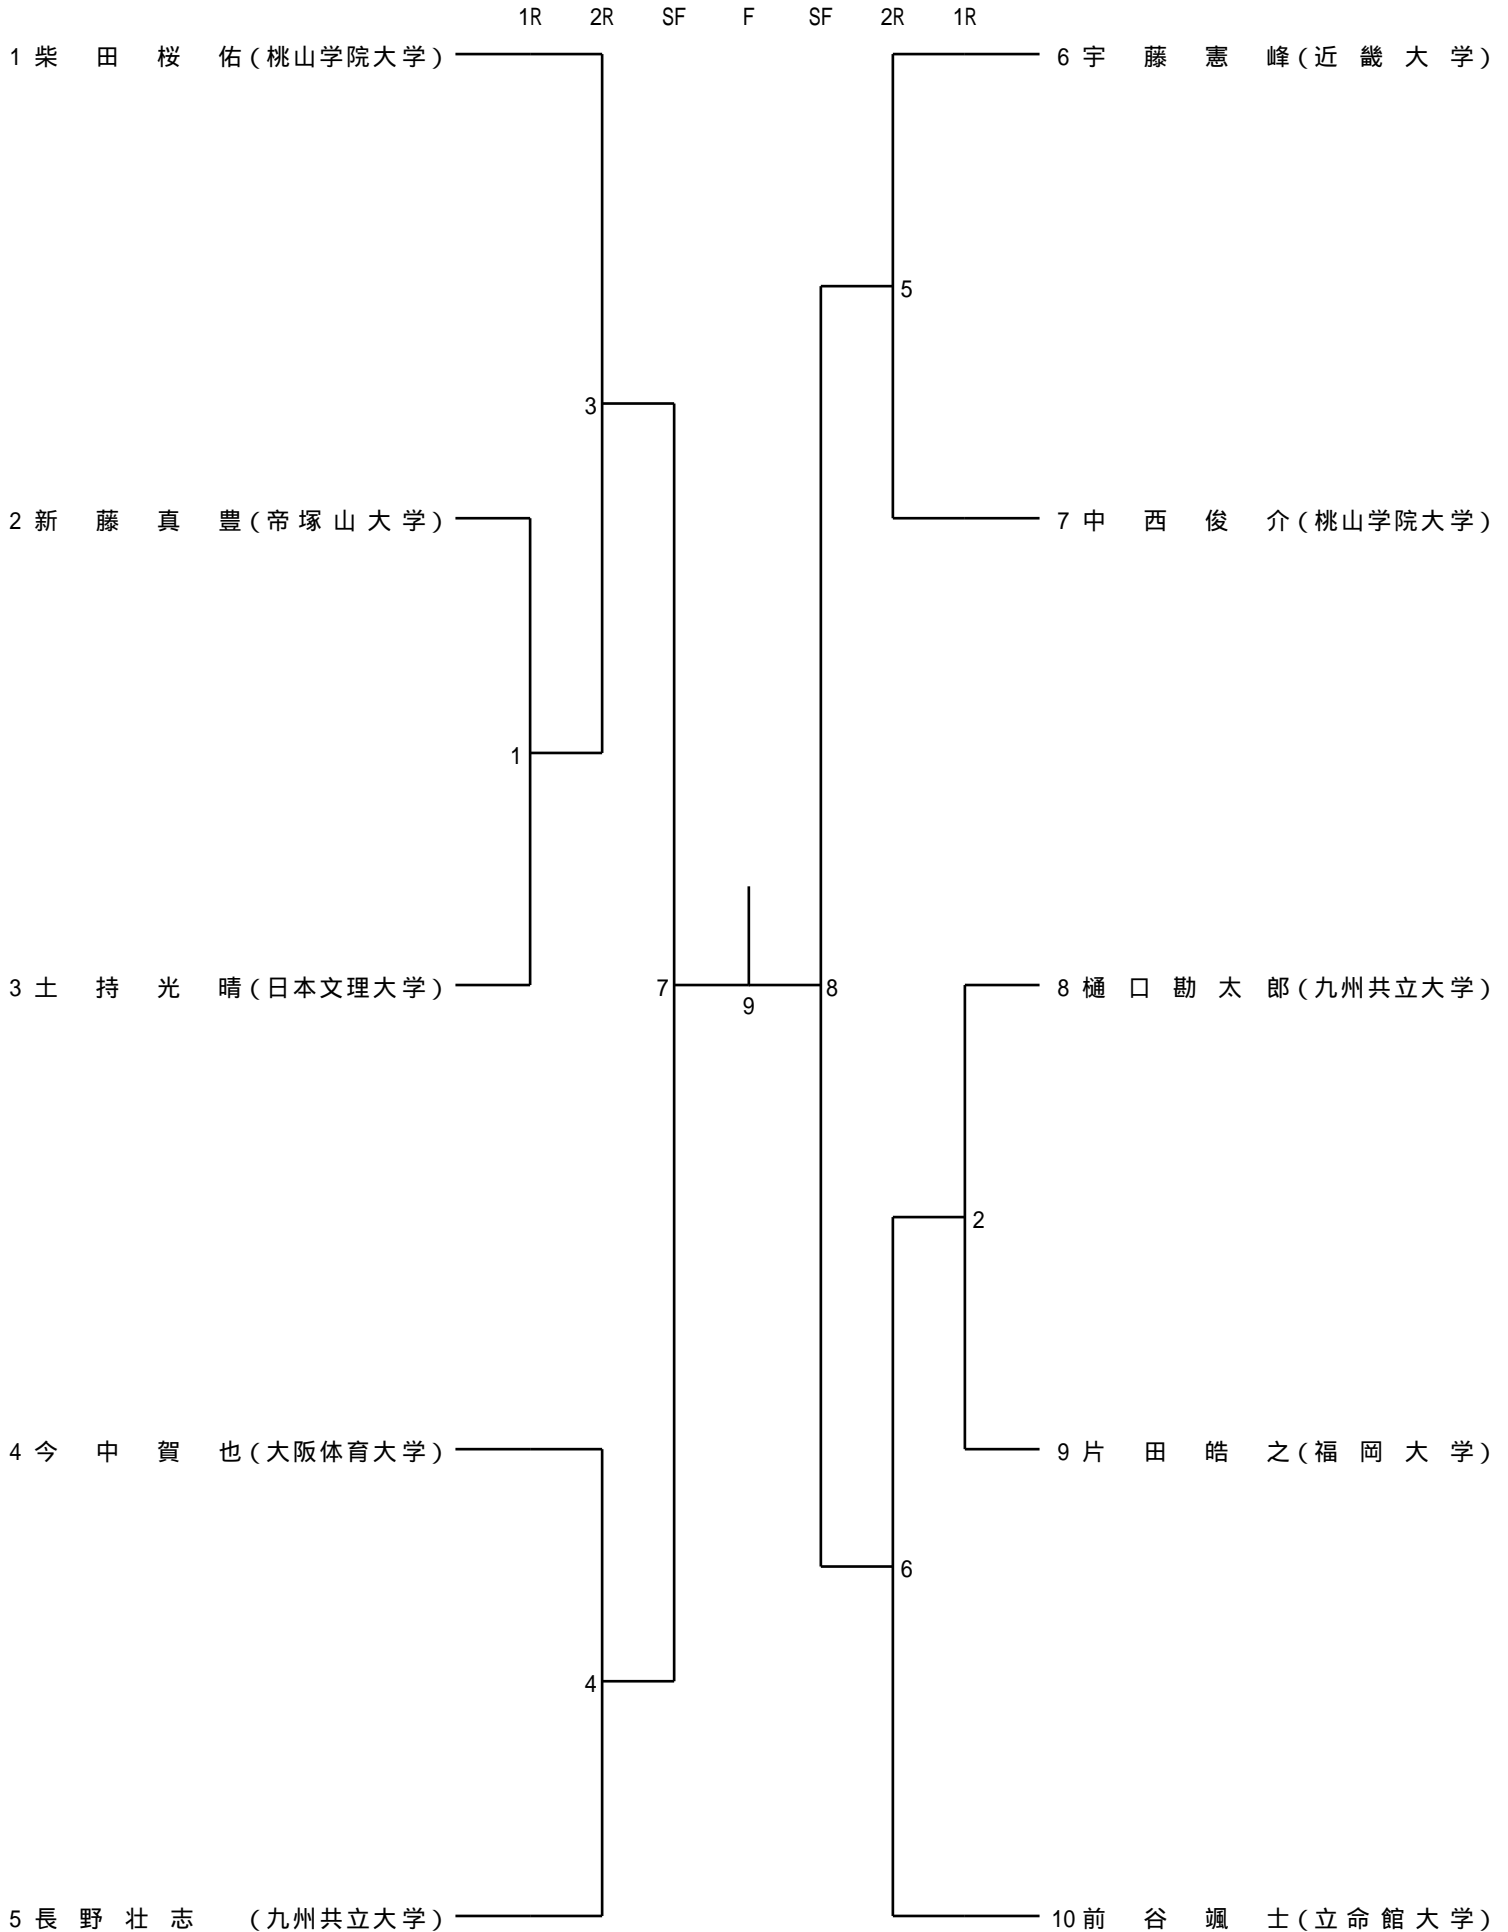 1R 2R SF F SF 2R 1R
1 柴田桜佑(桃山学院大学)
6 宇藤憲峰(近畿大学)
5
3
2 新藤真豊(帝塚山大学)
7 中西俊介(桃山学院大学)
1
3 土持光晴(日本文理大学)
7
9
8
8 樋口勘太郎(九州共立大学)
2
4 今中賀也(大阪体育大学)
9 片田皓之(福岡大学)
6
4
5 長野壮志(九州共立大学)
10 前谷颯士(立命館大学)